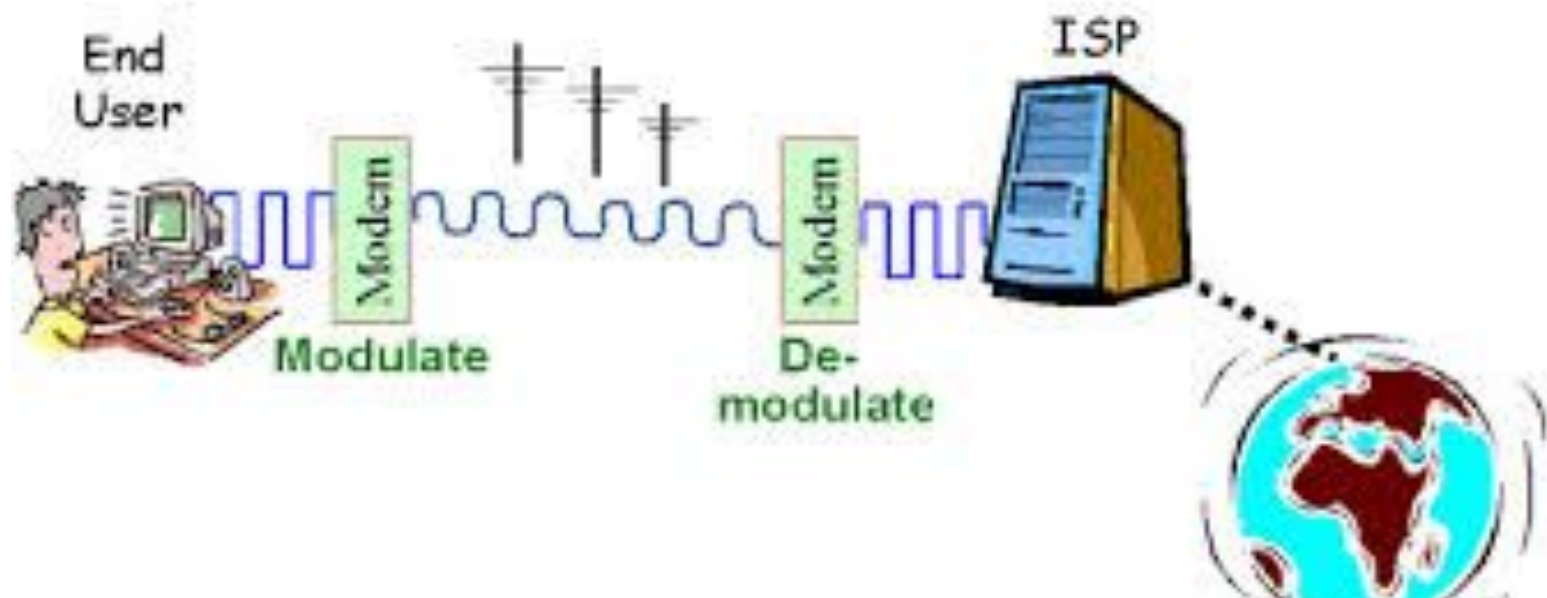 End
User
ISP
Modem
Modem
Modulate
De-
modulate